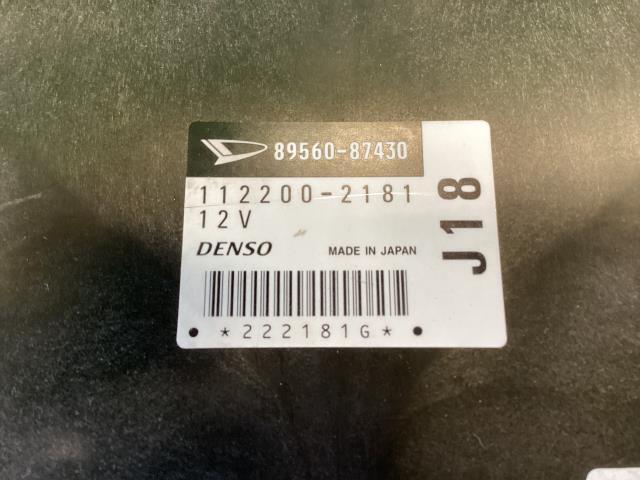 89560-87430
112200-2181
12V
DENSO MADE IN JAPAN
*222181G*
J18